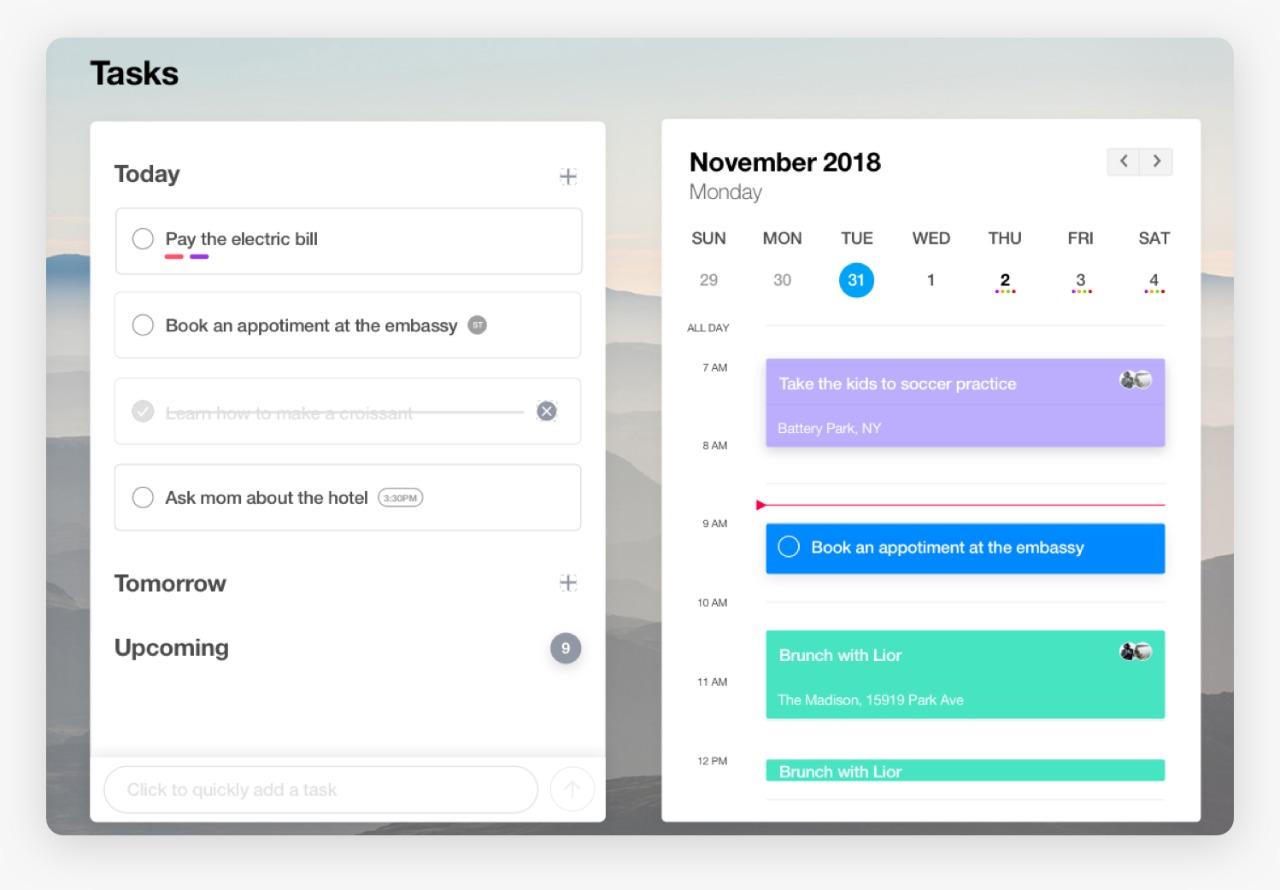 Tasks
Today
Pay the electric bill
Book an appotiment at the embassy ST
Learn how to make a croissant
Ask mom about the hotel 3:30PM
Tomorrow
Upcoming 9
Click to quickly add a task
November 2018
Monday
SUN MON TUE WED THU FRI SAT
29 30 31 1 2 3 4
ALL DAY
7 AM
Take the kids to soccer practice
Battery Park, NY
8 AM
9 AM
Book an appotiment at the embassy
10 AM
Brunch with Lior
11 AM
The Madison, 15919 Park Ave
12 PM
Brunch with Lior